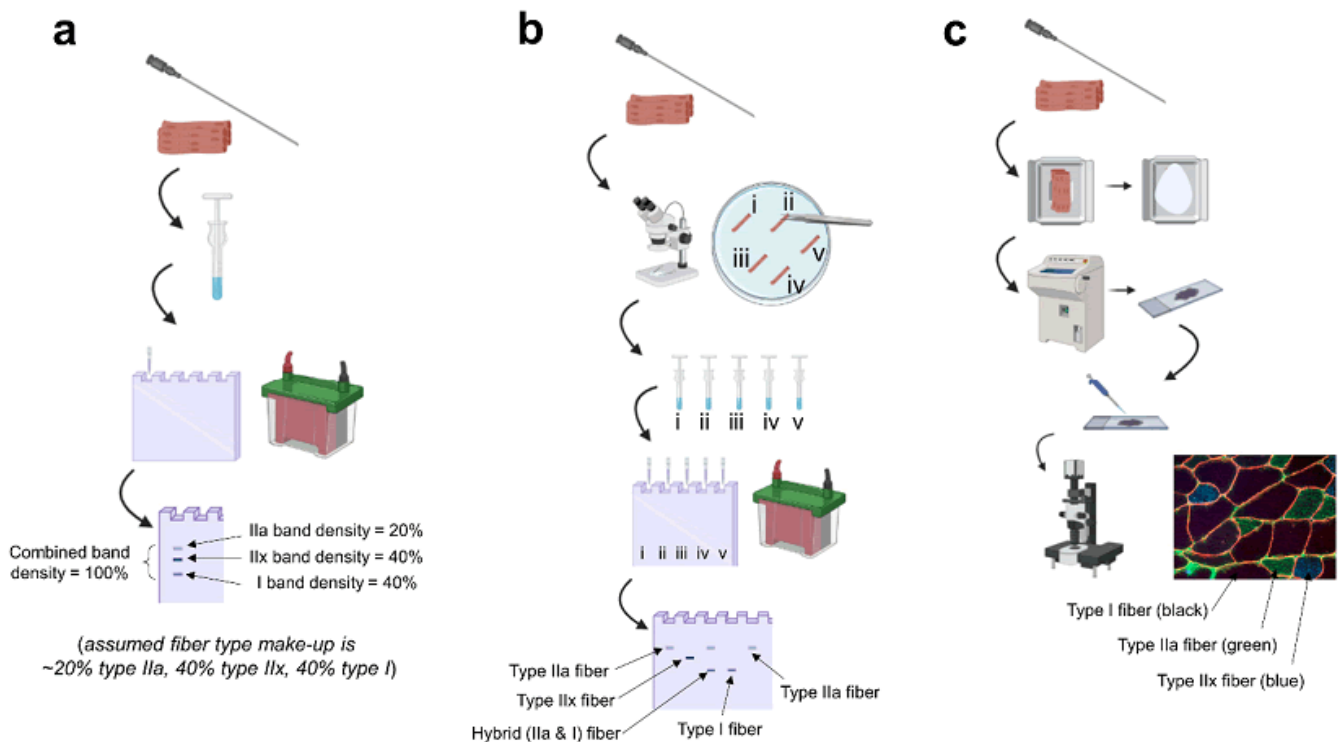 a
IIa band density = 20%
Combined band
density = 100%
IIx band density = 40%
I band density = 40%
(assumed fiber type make-up is
~20% type IIa, 40% type IIx, 40% type I)
b
i
ii
iii
iv
v
i ii iii iv v
i ii iii iv v
Type IIa fiber
Type IIx fiber
Hybrid (IIa & I) fiber
Type I fiber
Type IIa fiber
c
Type I fiber (black)
Type IIa fiber (green)
Type IIx fiber (blue)